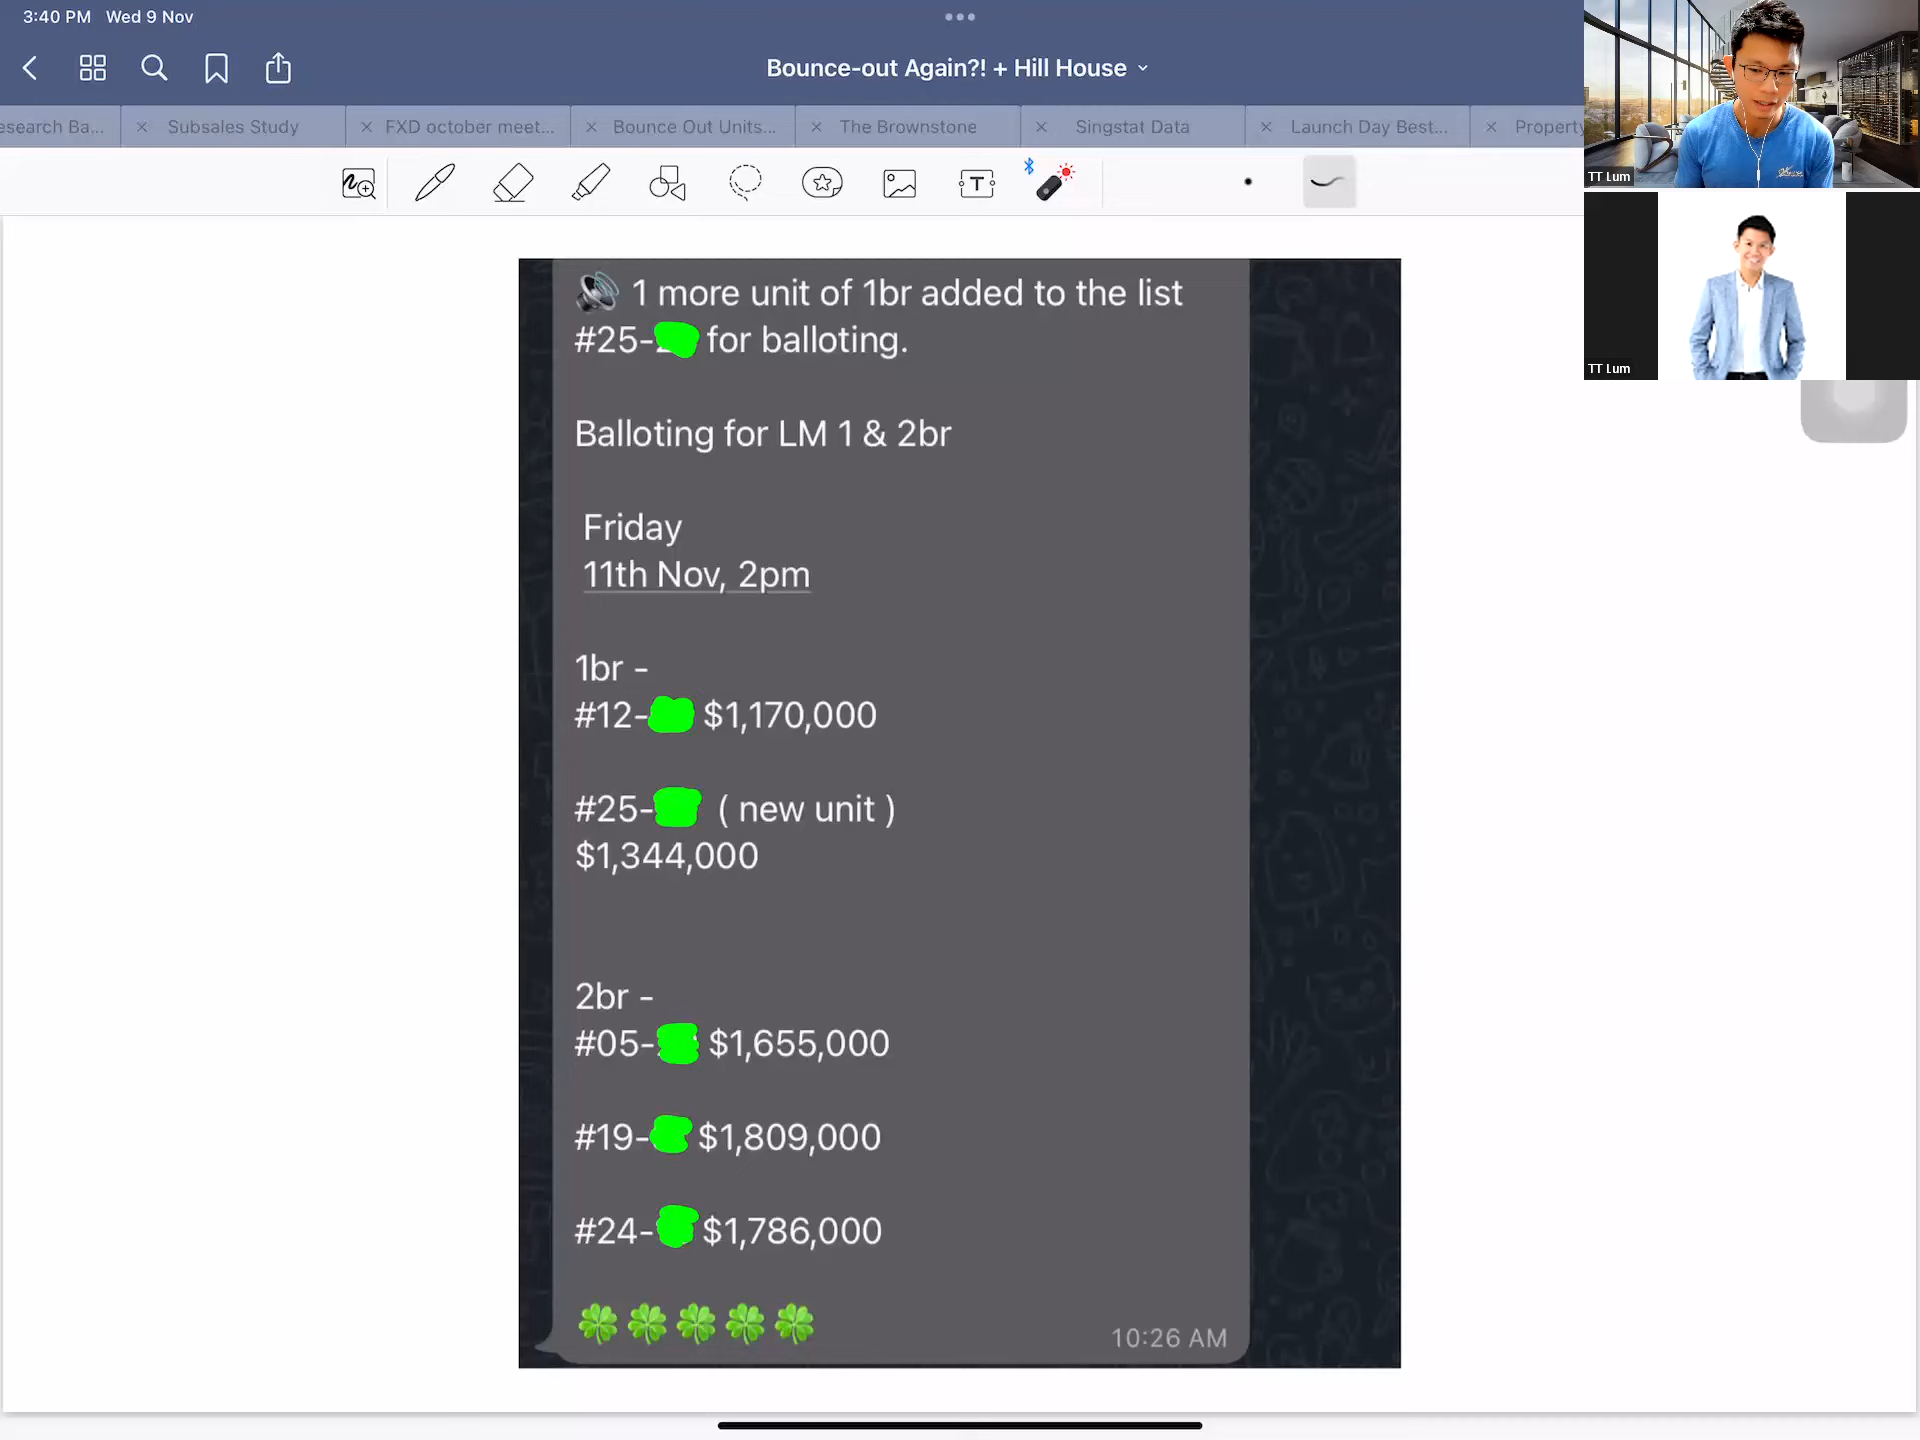 3:40 PM Wed 9 Nov
Bounce-out Again?! + Hill House
esearch Ba...
Subsales Study
FXD october meet...
Bounce Out Units...
The Brownstone
Singstat Data
Launch Day Best...
Property
TT Lum
TT Lum
1 more unit of 1br added to the list
#25- for balloting.
Balloting for LM 1 & 2br
Friday
11th Nov, 2pm
1br -
#12- $1,170,000
#25- ( new unit )
$1,344,000
2br -
#05- $1,655,000
#19- $1,809,000
#24- $1,786,000
10:26 AM